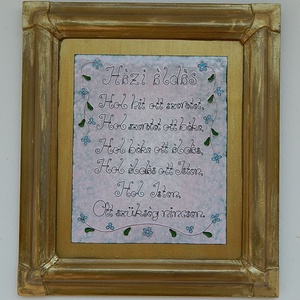 Házi áldás
Hol hit ott szeretet,
Hol szeretet ott béke,
Hol béke ott áldás,
Hol áldás ott Isten,
Hol Isten,
Ott szükség nincsen.